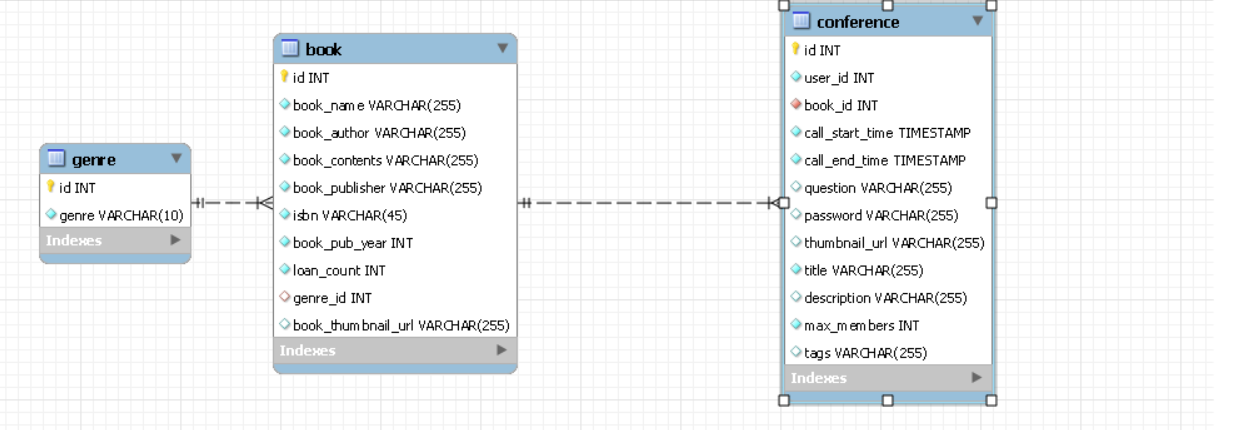 genre
id INT
genre VARCHAR(10)
Indexes
book
id INT
book_name VARCHAR(255)
book_author VARCHAR(255)
book_contents VARCHAR(255)
book_publisher VARCHAR(255)
isbn VARCHAR(45)
book_pub_year INT
loan_count INT
genre_id INT
book_thumbnail_url VARCHAR(255)
Indexes
conference
id INT
user_id INT
book_id INT
call_start_time TIMESTAMP
call_end_time TIMESTAMP
question VARCHAR(255)
password VARCHAR(255)
thumbnail_url VARCHAR(255)
title VARCHAR(255)
description VARCHAR(255)
max_members INT
tags VARCHAR(255)
Indexes